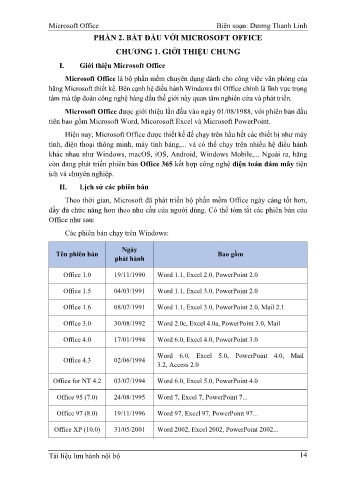 Microsoft Office Biên soạn: Dương Thanh Linh
PHẦN 2. BẮT ĐẦU VỚI MICROSOFT OFFICE
CHƯƠNG 1. GIỚI THIỆU CHUNG
I. Giới thiệu Microsoft Office
Microsoft Office là bộ phần mềm chuyên dụng dành cho công việc văn phòng của
hãng Microsoft thiết kế. Bên cạnh hệ điều hành Windows thì Office chính là lĩnh vực trọng
tâm mà tập đoàn công nghệ hàng đầu thế giới này quan tâm nghiên cứu và phát triển.
Microsoft Office được giới thiệu lần đầu vào ngày 01/08/1988, với phiên bản đầu
tiên bao gồm Microsoft Word, Micorosoft Excel và Microsoft PowerPoint.
Hiện nay, Microsoft Office được thiết kế để chạy trên hầu hết các thiết bị như máy
tính, điện thoại thông minh, máy tính bảng,... và có thể chạy trên nhiều hệ điều hành
khác nhau như Windows, macOS, iOS, Android, Windows Mobile,... Ngoài ra, hãng
còn đang phát triển phiên bản Office 365 kết hợp công nghệ điện toán đám mây tiện
ích và chuyên nghiệp.
II. Lịch sử các phiên bản
Theo thời gian, Microsoft đã phát triển bộ phần mềm Office ngày càng tốt hơn,
đầy đủ chức năng hơn theo nhu cầu của người dùng. Có thể tóm tắt các phiên bản của
Office như sau:
Các phiên bản chạy trên Windows:
Tên phiên bản Ngày phát hành Bao gồm
Office 1.0 19/11/1990 Word 1.1, Excel 2.0, PowerPoint 2.0
Office 1.5 04/03/1991 Word 1.1, Excel 3.0, PowerPoint 2.0
Office 1.6 08/07/1991 Word 1.1, Excel 3.0, PowerPoint 2.0, Mail 2.1
Office 3.0 30/08/1992 Word 2.0c, Excel 4.0a, PowerPoint 3.0, Mail
Office 4.0 17/01/1994 Word 6.0, Excel 4.0, PowerPoint 3.0
Office 4.3 02/06/1994 Word 6.0, Excel 5.0, PowerPoint 4.0, Mail
3.2, Access 2.0
Office for NT 4.2 03/07/1994 Word 6.0, Excel 5.0, PowerPoint 4.0
Office 95 (7.0) 24/08/1995 Word 7, Excel 7, PowerPoint 7...
Office 97 (8.0) 19/11/1996 Word 97, Excel 97, PowerPoint 97...
Office XP (10.0) 31/05/2001 Word 2002, Excel 2002, PowerPoint 2002...
Tài liệu lưu hành nội bộ 14